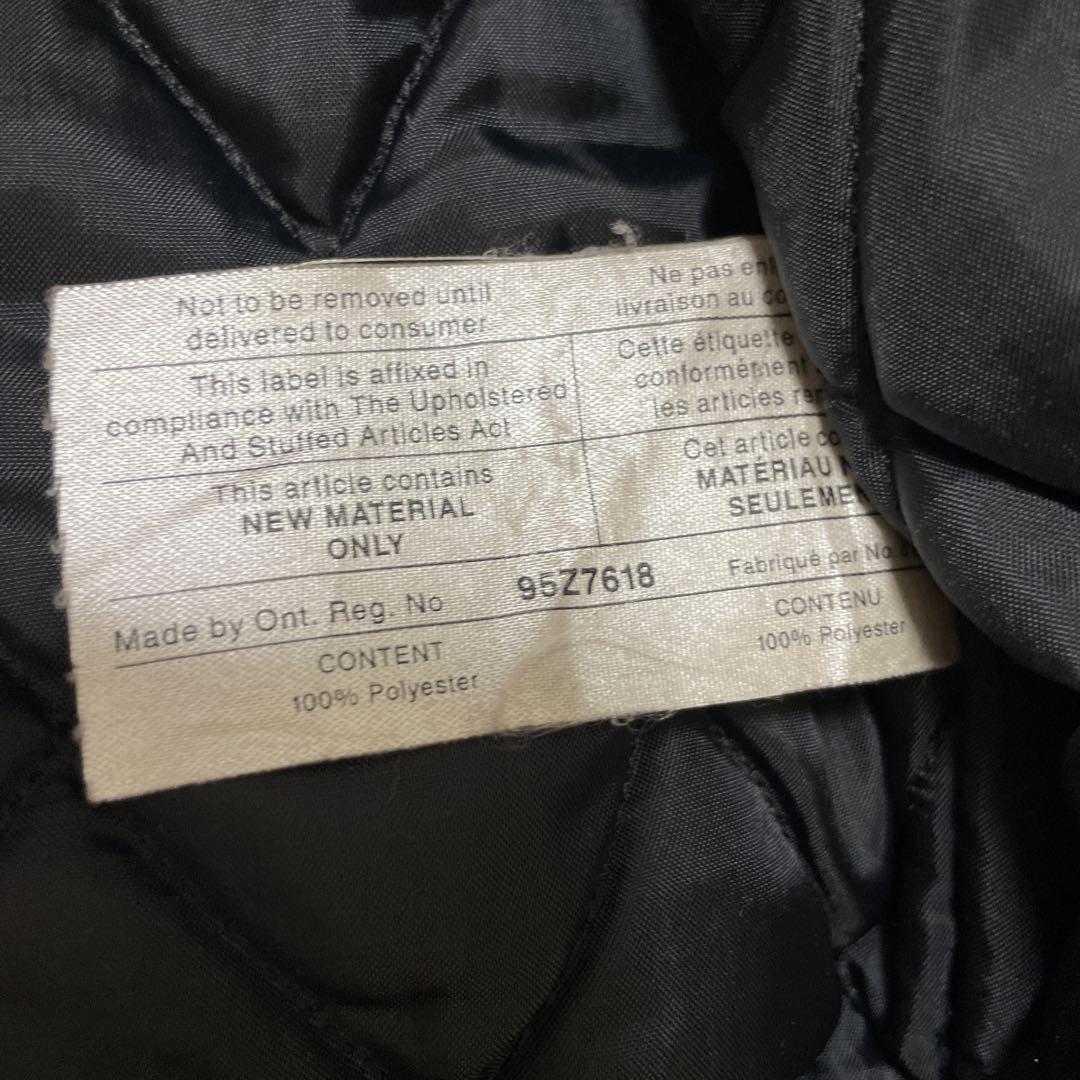 Not to be removed until
delivered to consumer
This label is affixed in
compliance with The Upholstered
And Stuffed Articles Act
This article contains
NEW MATERIAL
ONLY
Ne pas
livraison au
Cette étiquette
conformément
les articles
Cet article
MATÉRIAU
Made by Ont. Reg. No 95Z7618 Fabriqué par No.
CONTENT
100% Polyester
CONTENU
100% Polyester